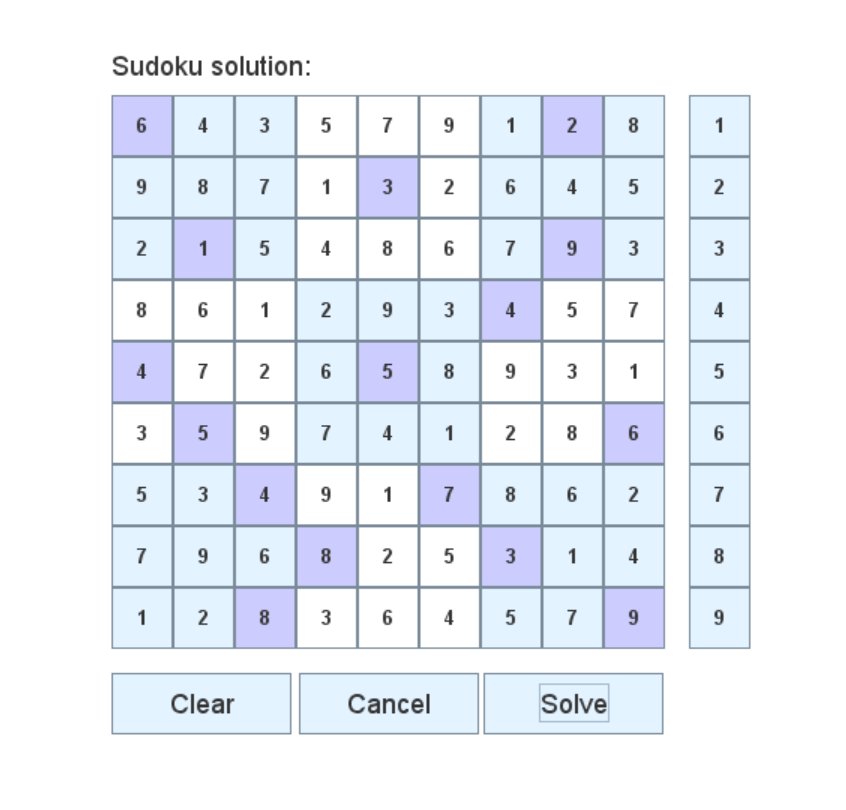 Sudoku solution:
6 4 3 5 7 9 1 2 8 1
9 8 7 1 3 2 6 4 5 2
2 1 5 4 8 6 7 9 3 3
8 6 1 2 9 3 4 5 7 4
4 7 2 6 5 8 9 3 1 5
3 5 9 7 4 1 2 8 6 6
5 3 4 9 1 7 8 6 2 7
7 9 6 8 2 5 3 1 4 8
1 2 8 3 6 4 5 7 9 9
Clear Cancel Solve